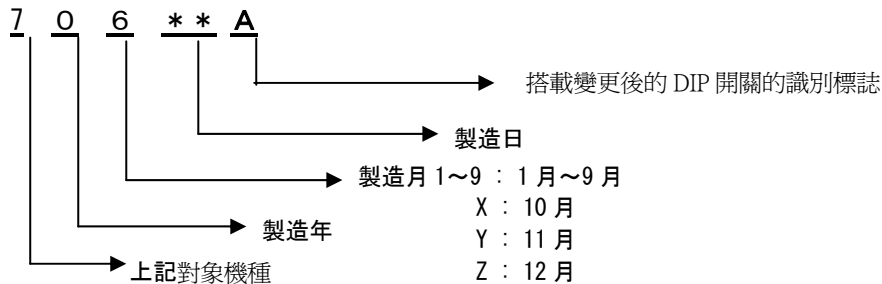 7 0 6 ** A
搭載變更後的 DIP 開關的識別標誌
製造日
製造月 1～9 : 1 月～9 月
X : 10 月
製造年
Y : 11 月
上記對象機種
Z : 12 月